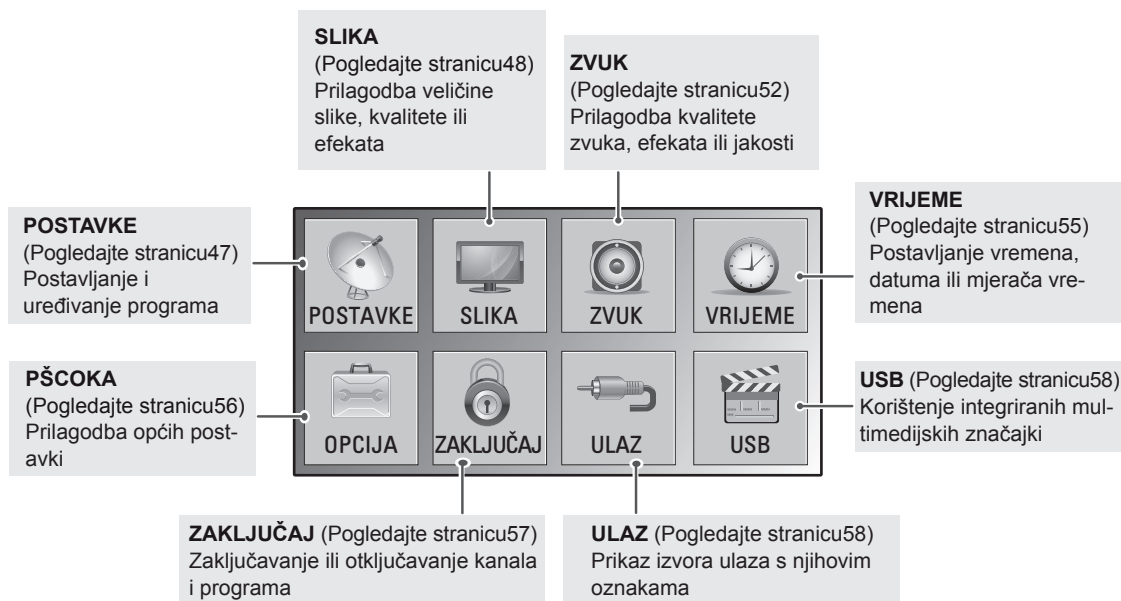 SLIKA
(Pogledajte stranicu48)
Prilagodba veličine
slike, kvalitete ili
efekata
ZVUK
(Pogledajte stranicu52)
Prilagodba kvalitete
zvuka, efekata ili jakosti
POSTAVKE
(Pogledajte stranicu47)
Postavljanje i
uređivanje programa
VRIJEME
(Pogledajte stranicu55)
Postavljanje vremena,
datuma ili mjerača vre-
mena
POSTAVKE
SLIKA
ZVUK
VRIJEME
PŠCOKA
(Pogledajte stranicu56)
Prilagodba općih post-
avki
OPCIJA
ZAKLJUČAJ
ULAZ
USB
USB (Pogledajte stranicu58)
Korištenje integriranih mul-
timedijskih značajki
ZAKLJUČAJ (Pogledajte stranicu57)
Zaključavanje ili otključavanje kanala
i programa
ULAZ (Pogledajte stranicu58)
Prikaz izvora ulaza s njihovim
oznakama